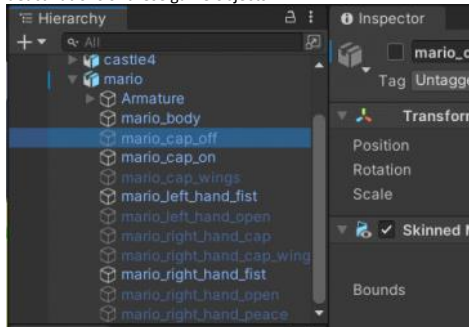 Hierarchy
All
castle4
mario
Armature
mario_body
mario_cap_off
mario_cap_on
mario_cap_wings
mario_left_hand_fist
mario_left_hand_open
mario_right_hand_cap
mario_right_hand_cap_wing
mario_right_hand_fist
mario_right_hand_open
mario_right_hand_peace
Inspector
mario_c
Tag Untagge
Transform
Position
Rotation
Scale
Skinned M
Bounds